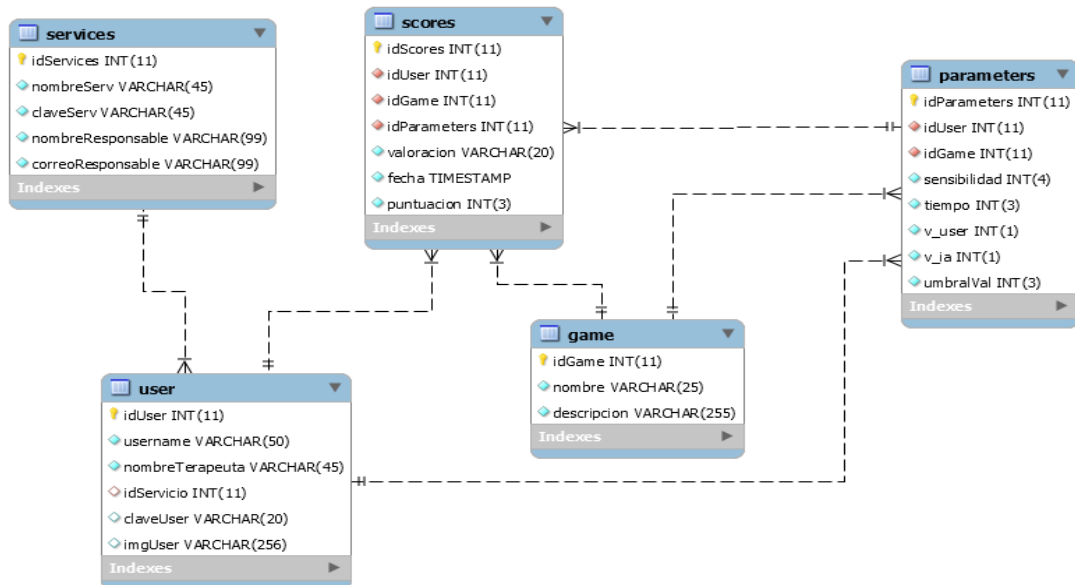 services
idServices INT(11)
nombreServ VARCHAR(45)
claveServ VARCHAR(45)
nombreResponsable VARCHAR(99)
correoResponsable VARCHAR(99)
Indexes
scores
idScores INT(11)
idUser INT(11)
idGame INT(11)
idParameters INT(11)
valoracion VARCHAR(20)
fecha TIMESTAMP
puntuacion INT(3)
Indexes
parameters
idParameters INT(11)
idUser INT(11)
idGame INT(11)
sensibilidad INT(4)
tiempo INT(3)
v_user INT(1)
v_ia INT(1)
umbralVal INT(3)
Indexes
game
idGame INT(11)
nombre VARCHAR(25)
descripcion VARCHAR(255)
Indexes
user
idUser INT(11)
username VARCHAR(50)
nombreTerapeuta VARCHAR(45)
idServicio INT(11)
claveUser VARCHAR(20)
imgUser VARCHAR(256)
Indexes